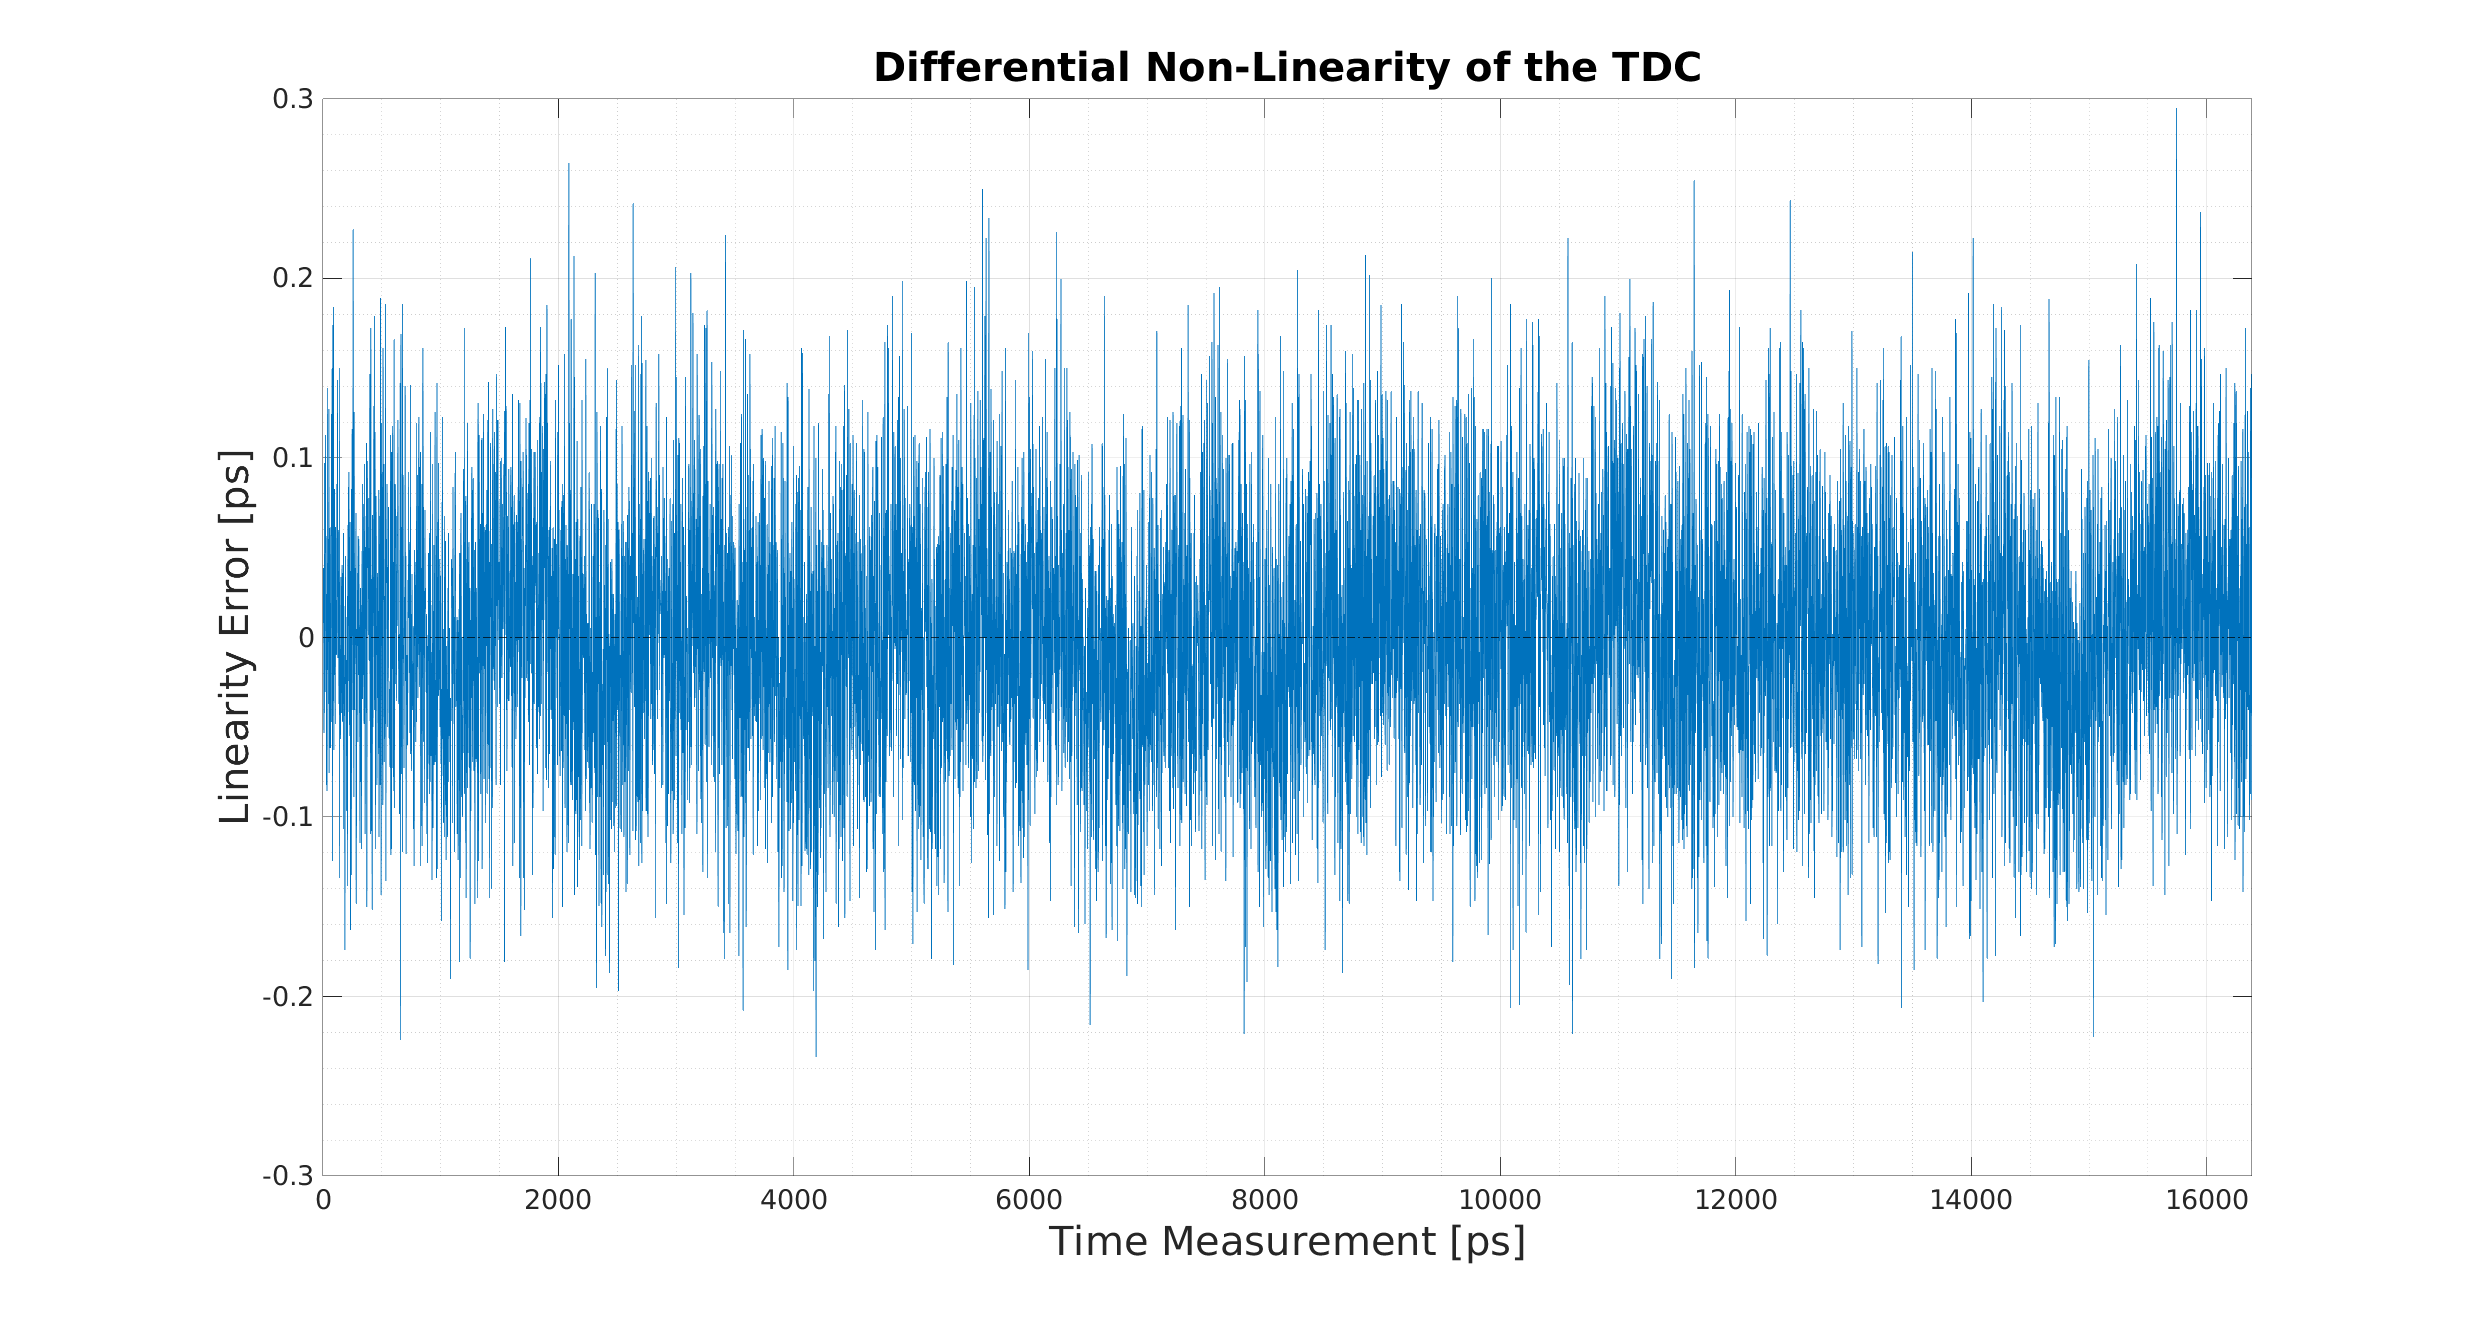 Differential Non-Linearity of the TDC
0.3
0.2
0.1
0
-0.1
-0.2
-0.3
Linearity Error [ps]
0 2000 4000 6000 8000 10000 12000 14000 16000
Time Measurement [ps]